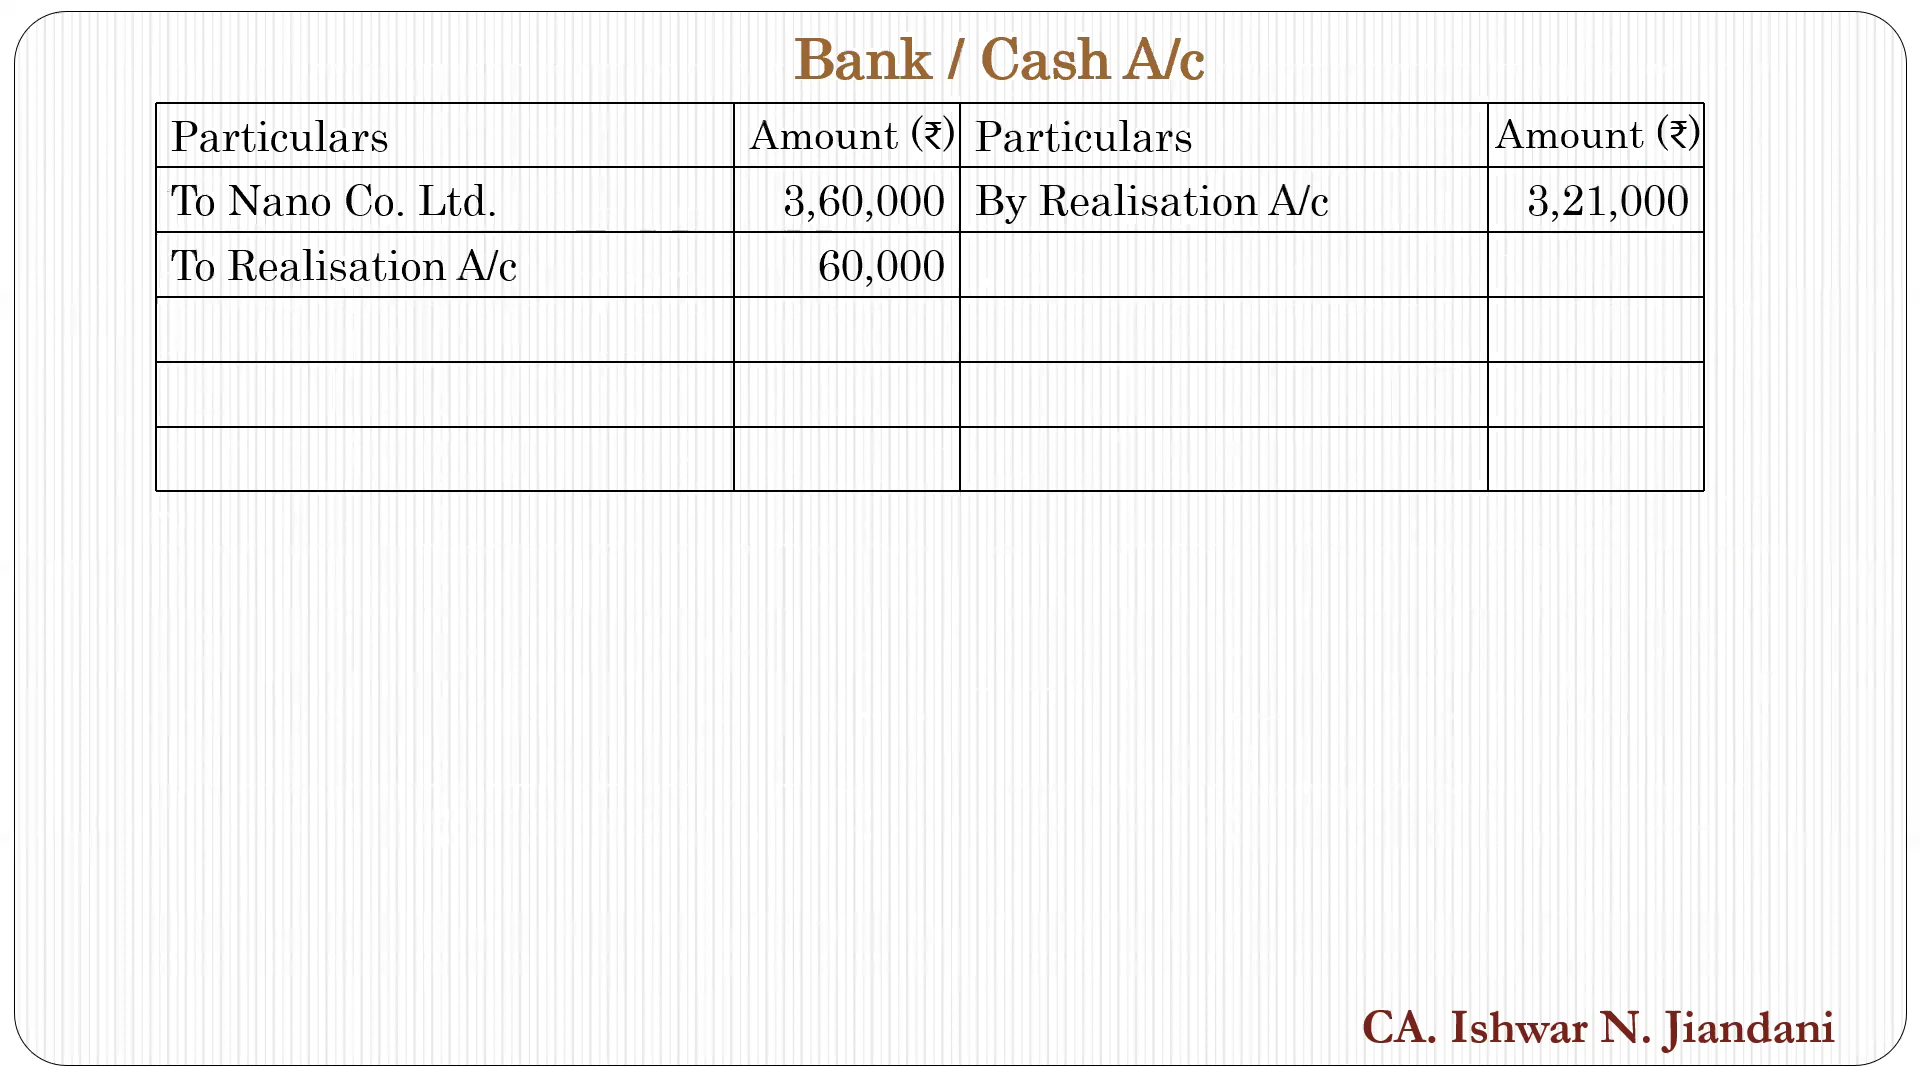 Bank / Cash A/c
Particulars Amount (₹) Particulars Amount (₹)
To Nano Co. Ltd. 3,60,000 By Realisation A/c 3,21,000
To Realisation A/c 60,000
CA. Ishwar N. Jiandani